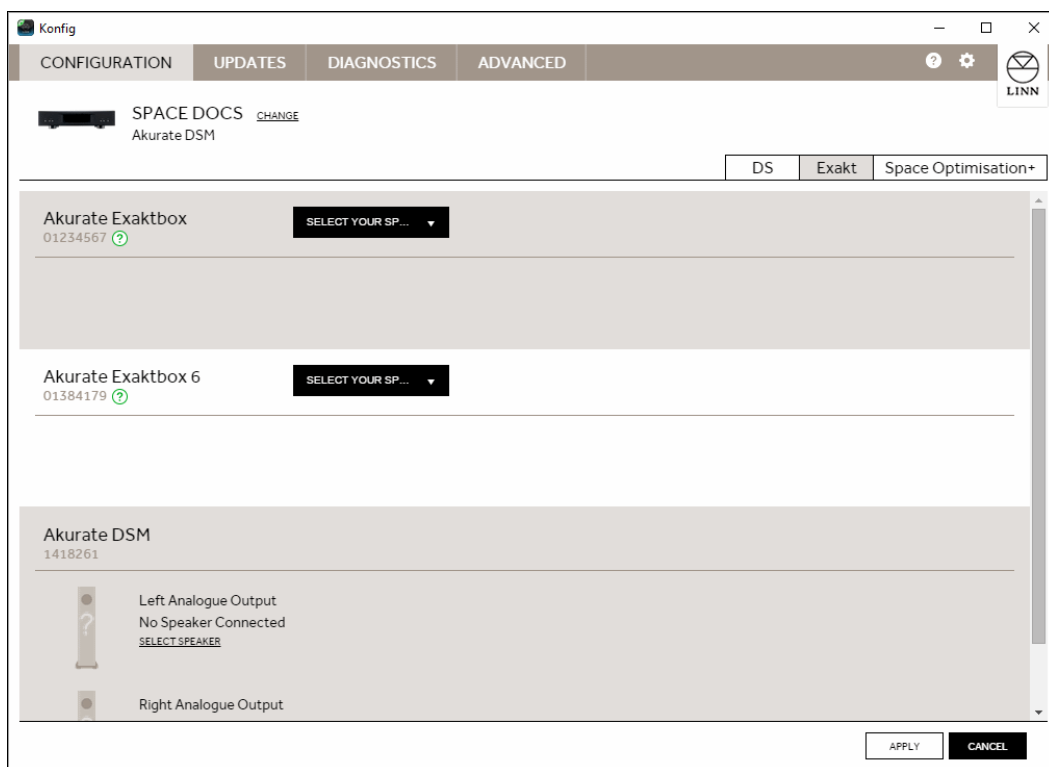 Konfig
CONFIGURATION UPDATES DIAGNOSTICS ADVANCED
LINN
SPACE DOCS CHANGE
Akurate DSM
DS Exakt Space Optimisation+
Akurate Exaktbox SELECT YOUR SP...
01234567 ?
Akurate Exaktbox 6 SELECT YOUR SP...
01384179 ?
Akurate DSM
1418261
Left Analogue Output
No Speaker Connected
SELECT SPEAKER
Right Analogue Output
APPLY CANCEL